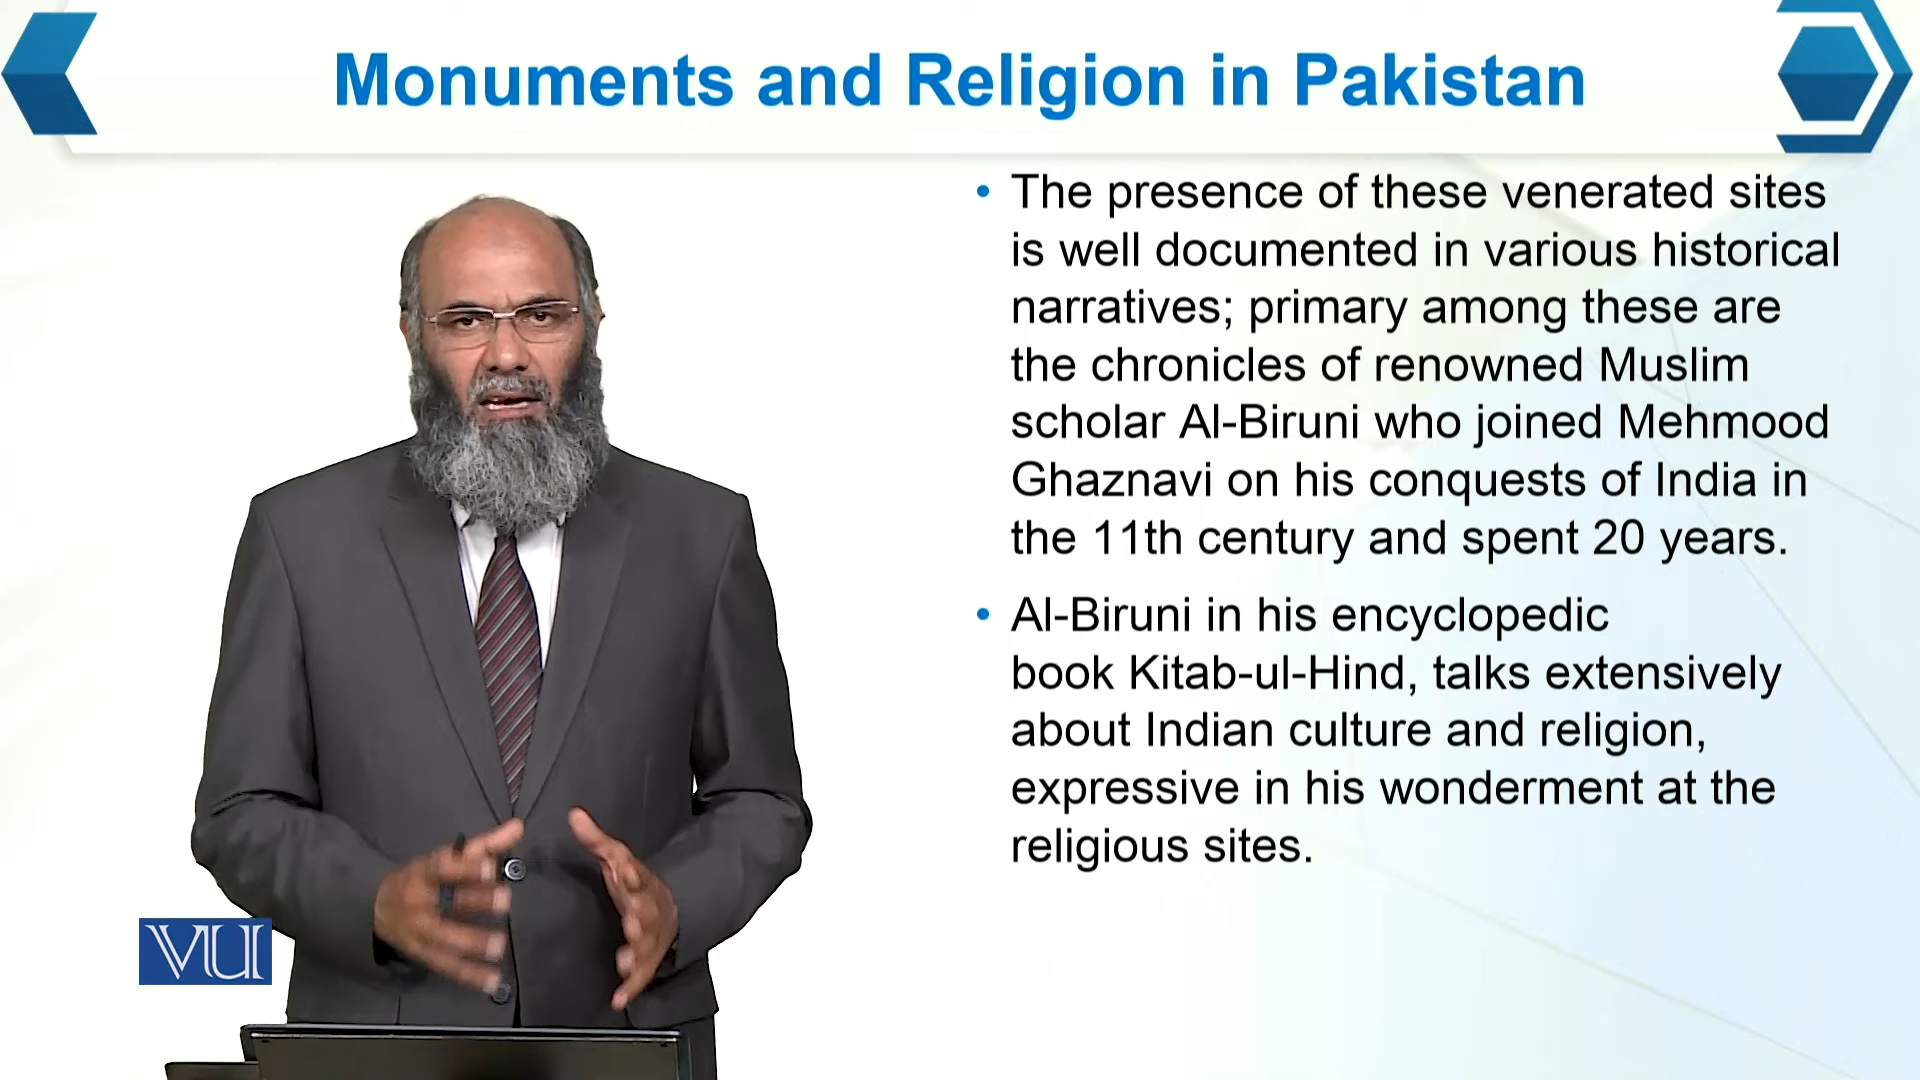 Monuments and Religion in Pakistan
• The presence of these venerated sites
is well documented in various historical
narratives; primary among these are
the chronicles of renowned Muslim
scholar Al-Biruni who joined Mehmood
Ghaznavi on his conquests of India in
the 11th century and spent 20 years.
• Al-Biruni in his encyclopedic
book Kitab-ul-Hind, talks extensively
about Indian culture and religion,
expressive in his wonderment at the
religious sites.
VU